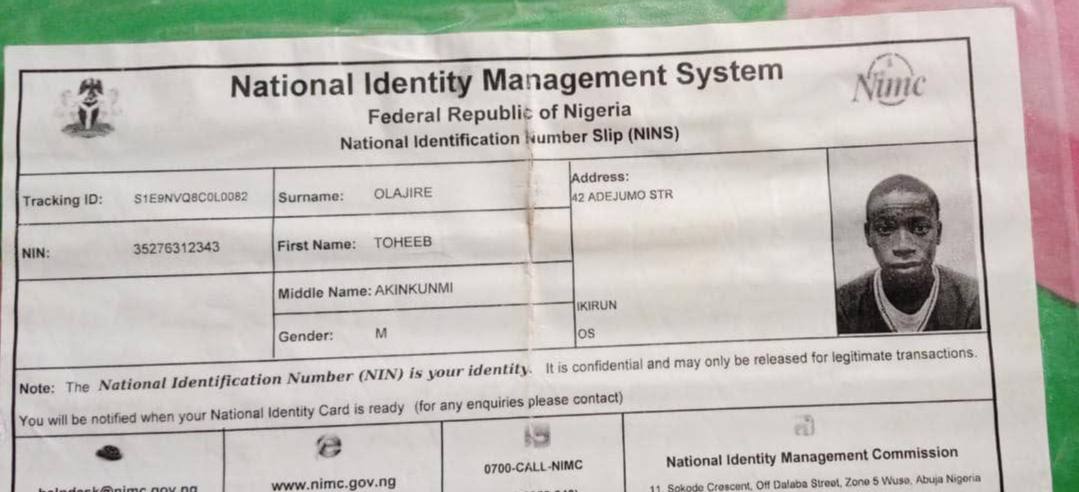 National Identity Management System
Federal Republic of Nigeria
National Identification Number Slip (NINS)
Nimc
Tracking ID: S1E9NVQ8C0L0082
Surname: OLAJIRE
Address:
42 ADEJUMO STR
NIN: 35276312343
First Name: TOHEEB
Middle Name: AKINKUNMI
IKIRUN
Gender: M
OS
Note: The National Identification Number (NIN) is your identity. It is confidential and may only be released for legitimate transactions.
You will be notified when your National Identity Card is ready (for any enquiries please contact)
helpdesk@nimc.gov.ng
www.nimc.gov.ng
0700-CALL-NIMC
National Identity Management Commission
11, Sokode Crescent, Off Dalaba Street, Zone 5 Wuse, Abuja Nigeria